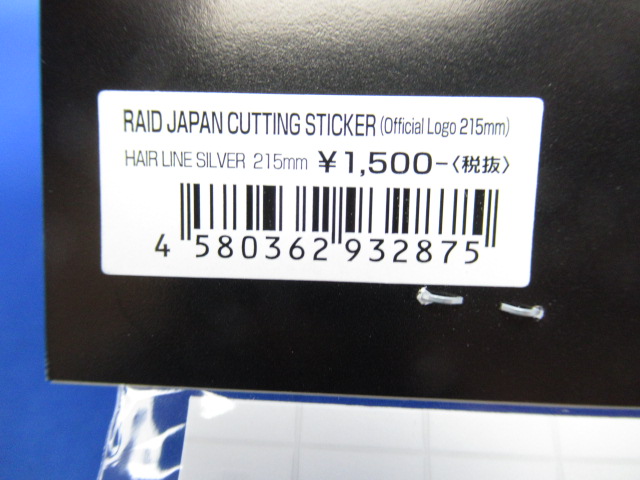 RAID JAPAN CUTTING STICKER (Official Logo 215mm)
HAIR LINE SILVER 215mm ¥1,500-〈税抜〉
4 580362 932875